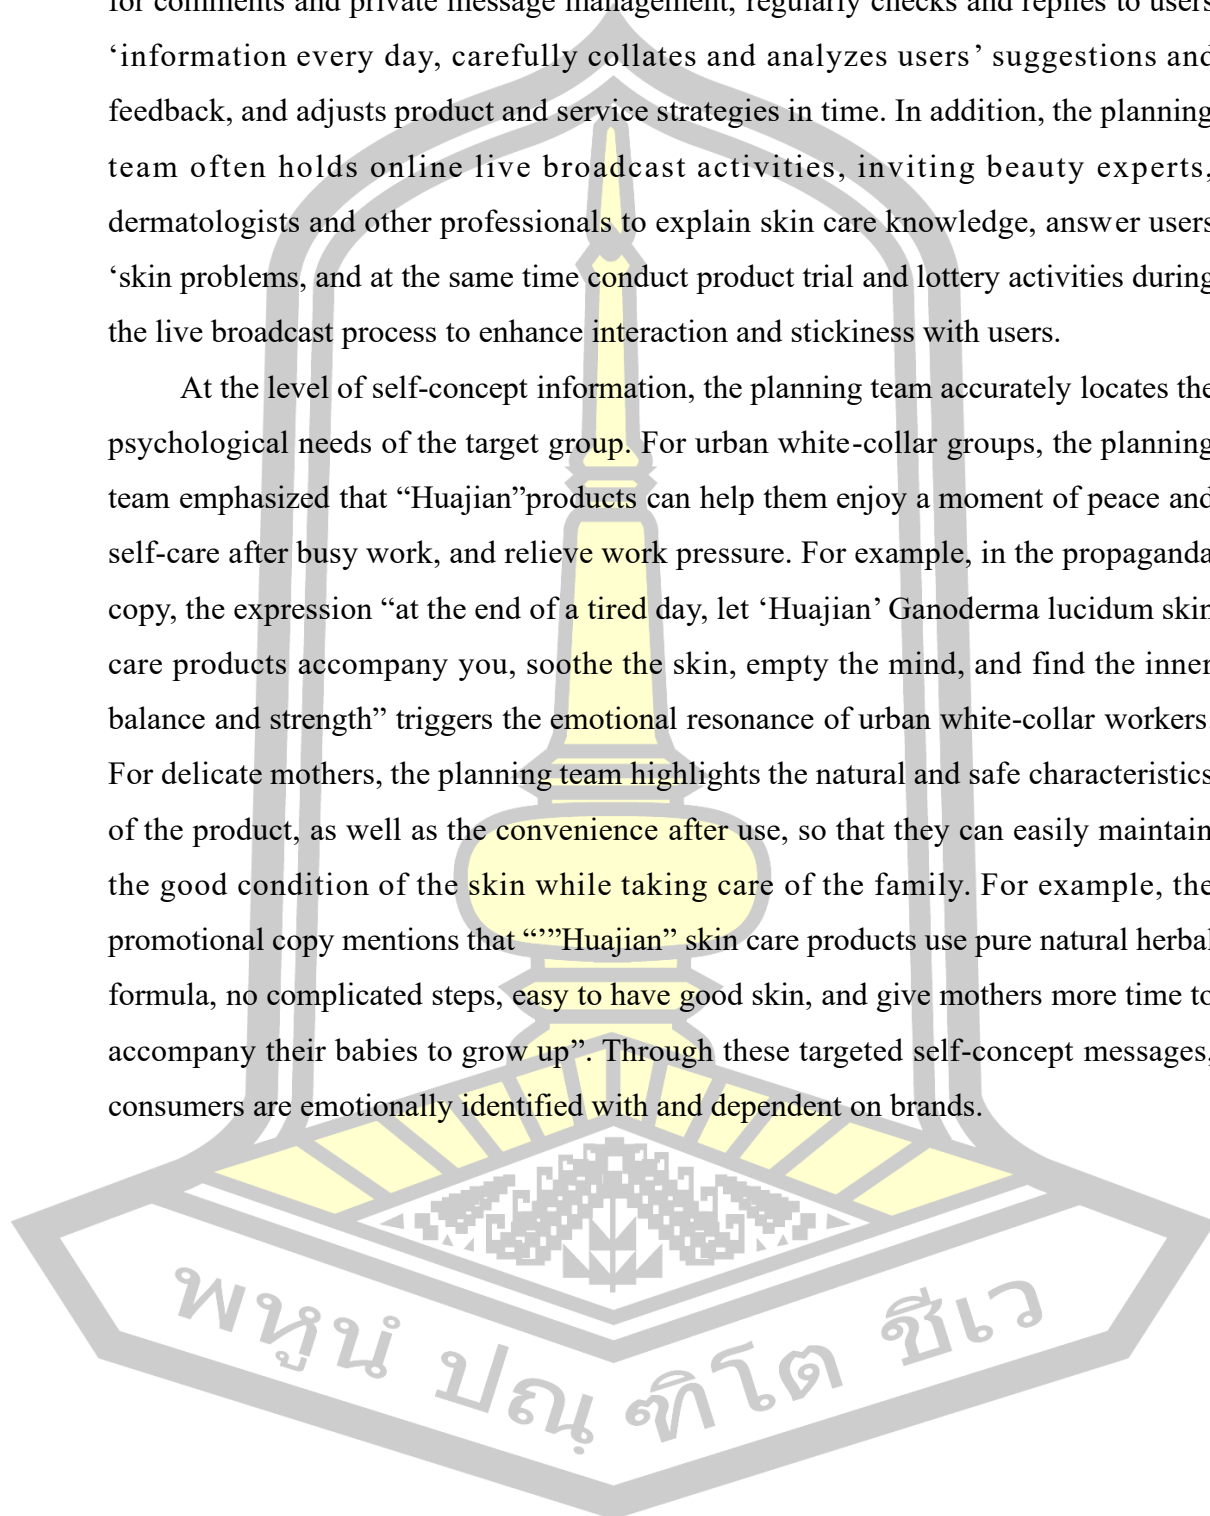 for comments and private message management, regularly checks and replies to users
‘information every day, carefully collates and analyzes users’ suggestions and
feedback, and adjusts product and service strategies in time. In addition, the planning
team often holds online live broadcast activities, inviting beauty experts,
dermatologists and other professionals to explain skin care knowledge, answer users
‘skin problems, and at the same time conduct product trial and lottery activities during
the live broadcast process to enhance interaction and stickiness with users.
At the level of self-concept information, the planning team accurately locates the
psychological needs of the target group. For urban white-collar groups, the planning
team emphasized that “Huajian”products can help them enjoy a moment of peace and
self-care after busy work, and relieve work pressure. For example, in the propaganda
copy, the expression “at the end of a tired day, let ‘Huajian’ Ganoderma lucidum skin
care products accompany you, soothe the skin, empty the mind, and find the inner
balance and strength” triggers the emotional resonance of urban white-collar workers.
For delicate mothers, the planning team highlights the natural and safe characteristics
of the product, as well as the convenience after use, so that they can easily maintain
the good condition of the skin while taking care of the family. For example, the
promotional copy mentions that “‘”’Huajian” skin care products use pure natural herbal
formula, no complicated steps, easy to have good skin, and give mothers more time to
accompany their babies to grow up”. Through these targeted self-concept messages,
consumers are emotionally identified with and dependent on brands.
พหูนํ ปณฺ ฑิโต ชีเว